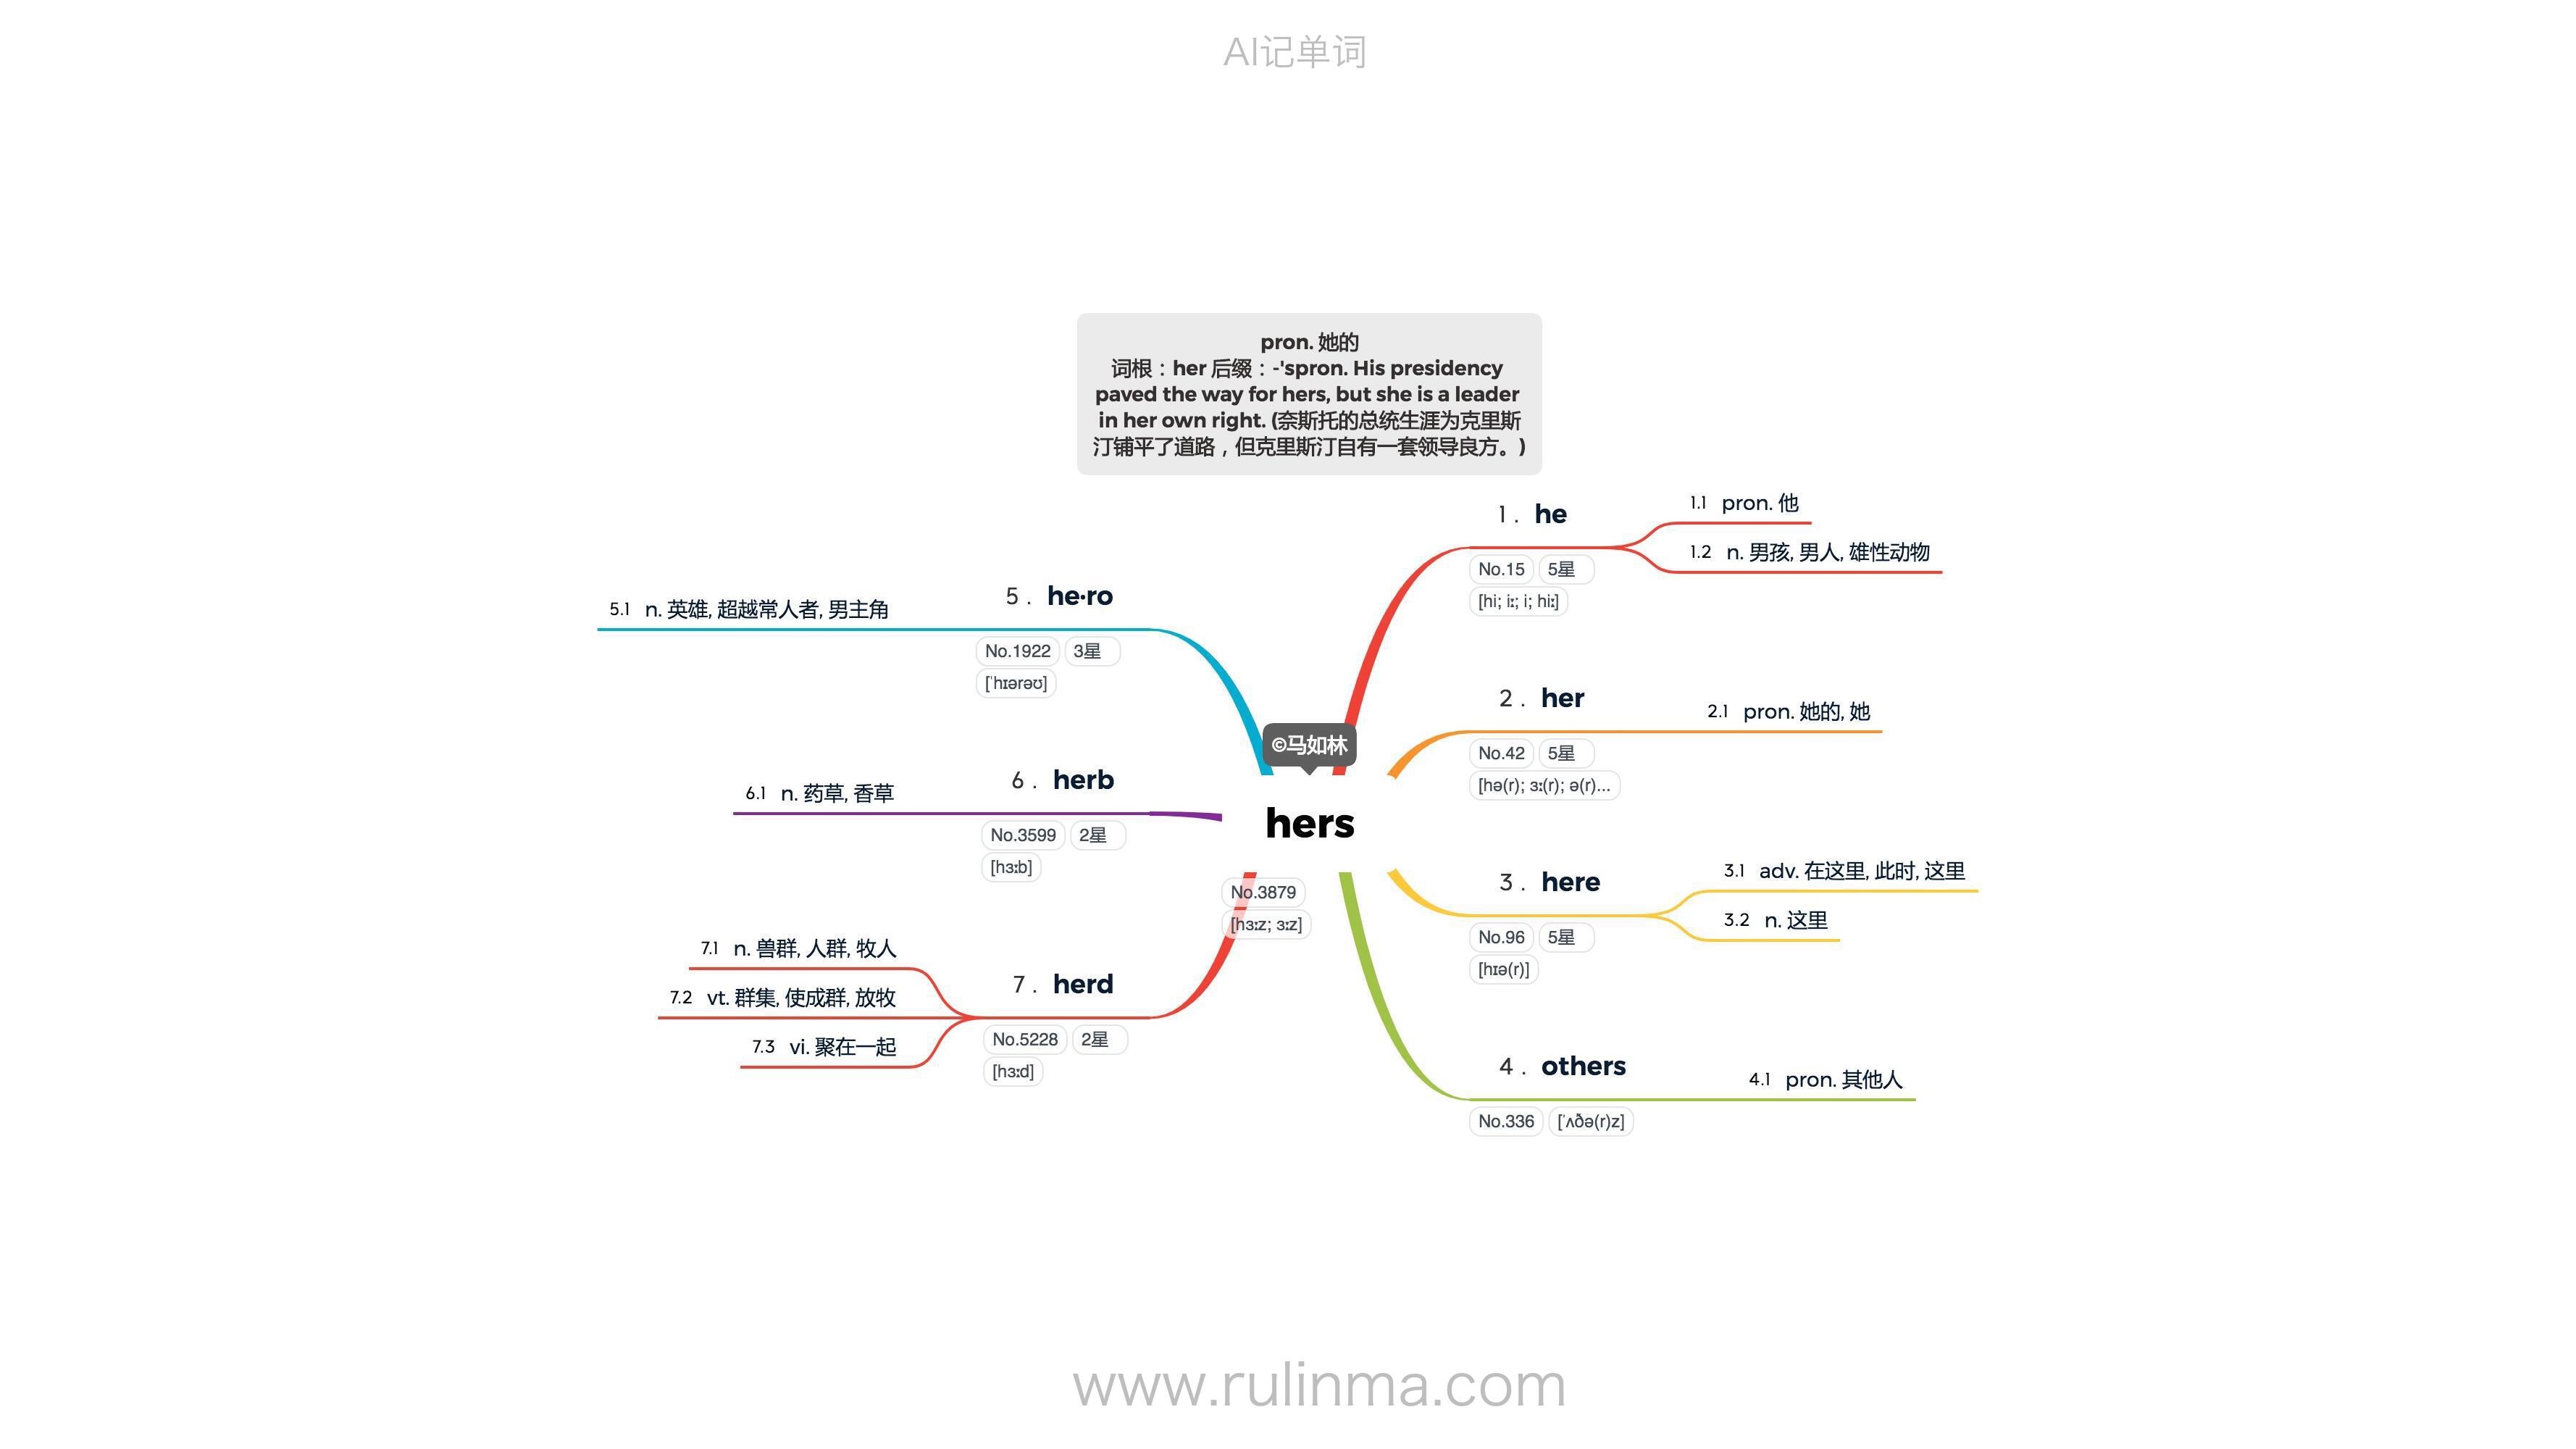 AI记单词
pron. 她的
词根：her 后缀：-'spron. His presidency
paved the way for hers, but she is a leader
in her own right. (奈斯托的总统生涯为克里斯
汀铺平了道路，但克里斯汀自有一套领导良方。)
©马如林
hers
No.3879
[hɜːz; ɜːz]
1. he
No.15 5星
[hi; iː; i; hiː]
1.1 pron. 他
1.2 n. 男孩, 男人, 雄性动物
2. her
No.42 5星
[hə(r); ɜː(r); ə(r)...
2.1 pron. 她的, 她
3. here
No.96 5星
[hɪə(r)]
3.1 adv. 在这里, 此时, 这里
3.2 n. 这里
4. others
No.336 [ˈʌðə(r)z]
4.1 pron. 其他人
5. he·ro
No.1922 3星
[ˈhɪərəʊ]
5.1 n. 英雄, 超越常人者, 男主角
6. herb
No.3599 2星
[hɜːb]
6.1 n. 药草, 香草
7. herd
No.5228 2星
[hɜːd]
7.1 n. 兽群, 人群, 牧人
7.2 vt. 群集, 使成群, 放牧
7.3 vi. 聚在一起
www.rulinma.com